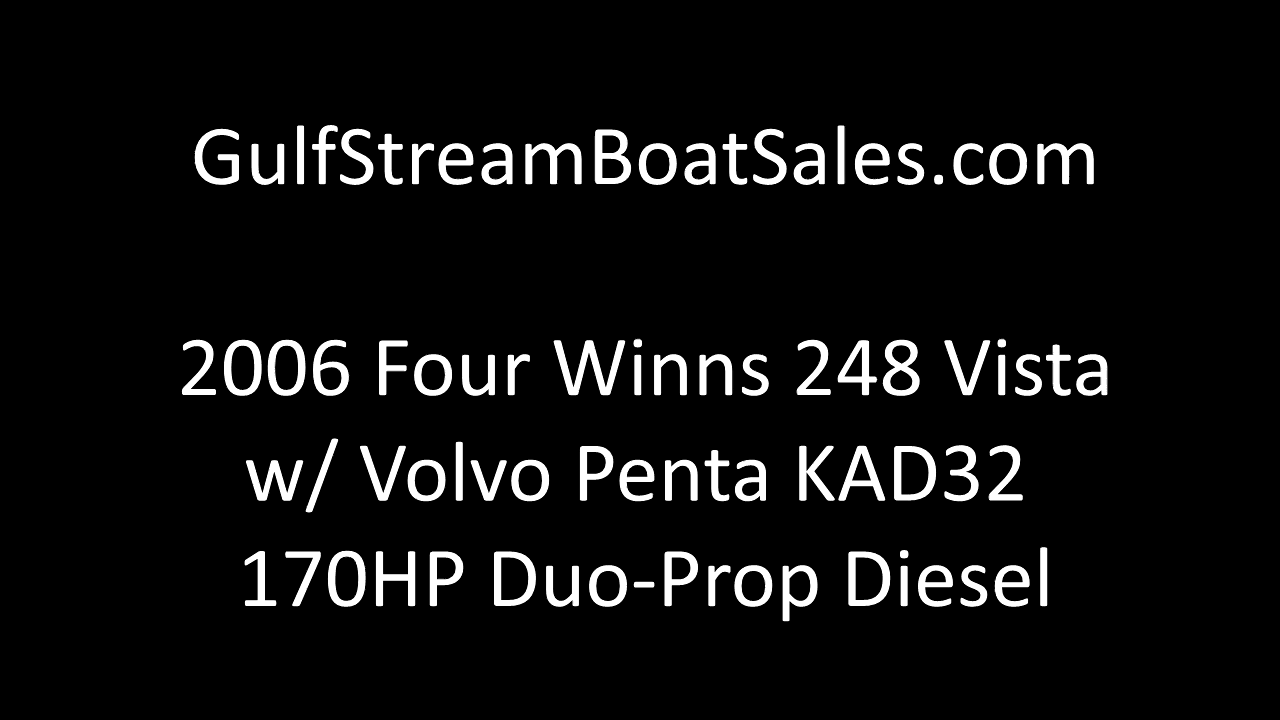 GulfStreamBoatSales.com
2006 Four Winns 248 Vista
w/ Volvo Penta KAD32
170HP Duo-Prop Diesel